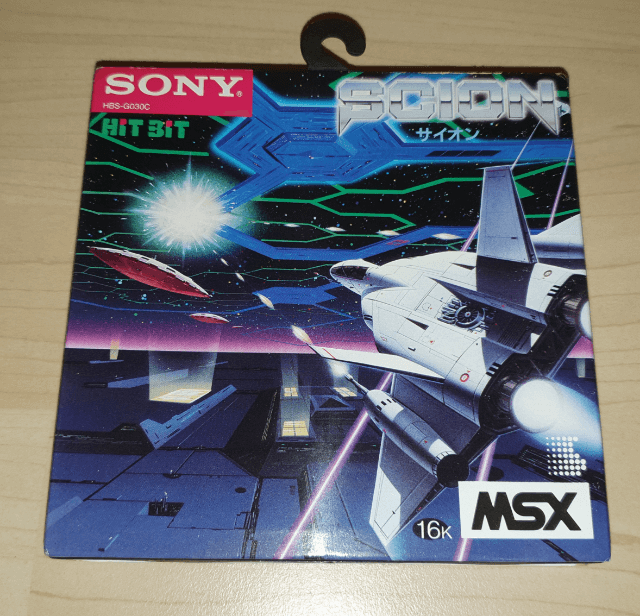 SONY®
HBS-G030C
HiT BiT
SCION
サイオン
16K
MSX